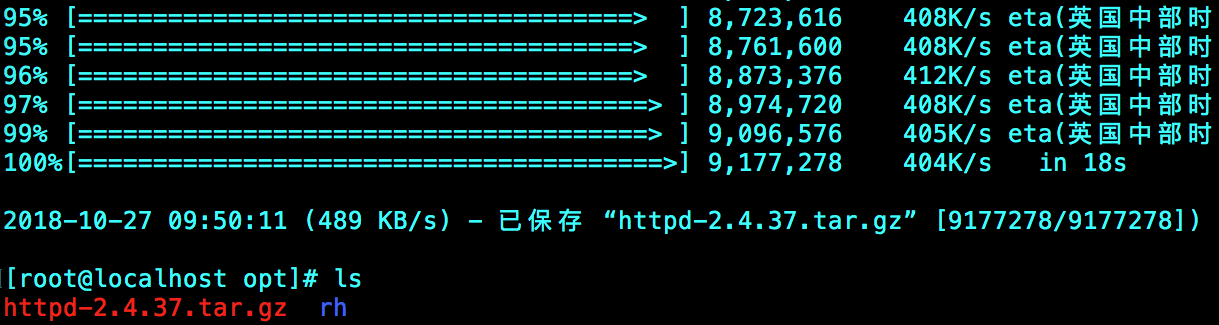 95% [=====================================>  ] 8,723,616    408K/s eta(英国中部时
95% [=====================================>  ] 8,761,600    408K/s eta(英国中部时
96% [=====================================>  ] 8,873,376    412K/s eta(英国中部时
97% [======================================> ] 8,974,720    408K/s eta(英国中部时
99% [======================================> ] 9,096,576    405K/s eta(英国中部时
100%[=======================================>] 9,177,278    404K/s   in 18s
2018-10-27 09:50:11 (489 KB/s) - 已保存 “httpd-2.4.37.tar.gz” [9177278/9177278])
[root@localhost opt]# ls
httpd-2.4.37.tar.gz  rh